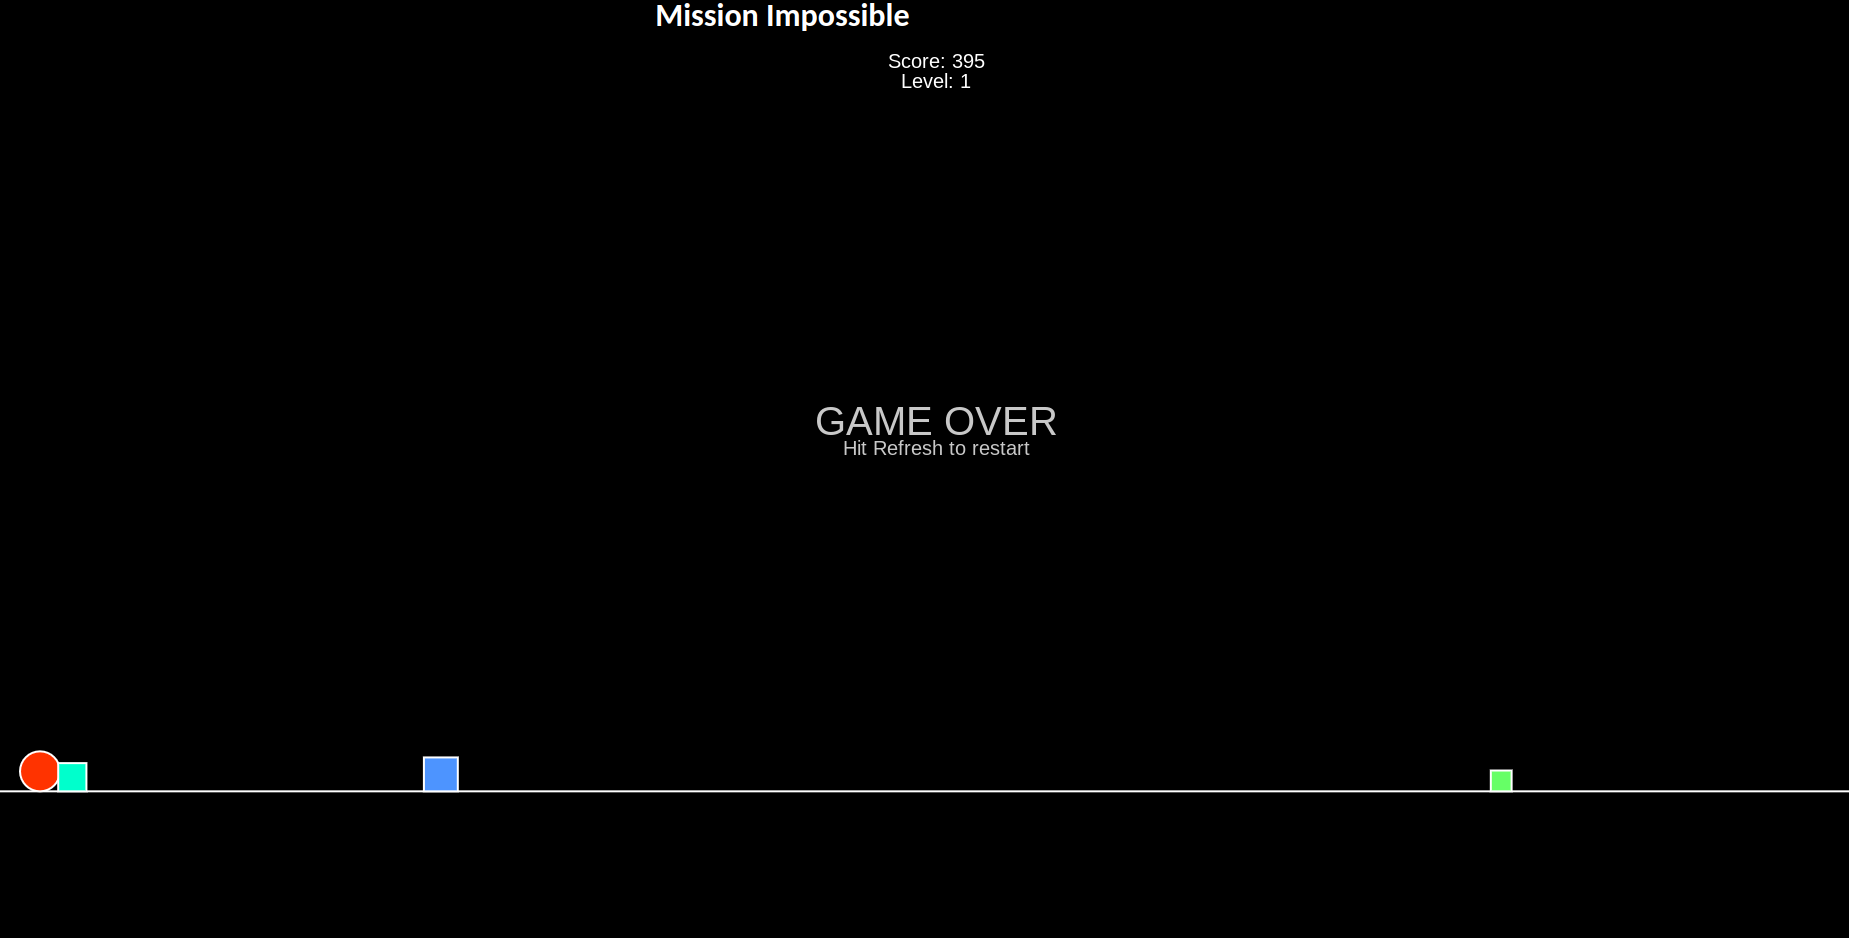 Mission Impossible
Score: 395
Level: 1
GAME OVER
Hit Refresh to restart